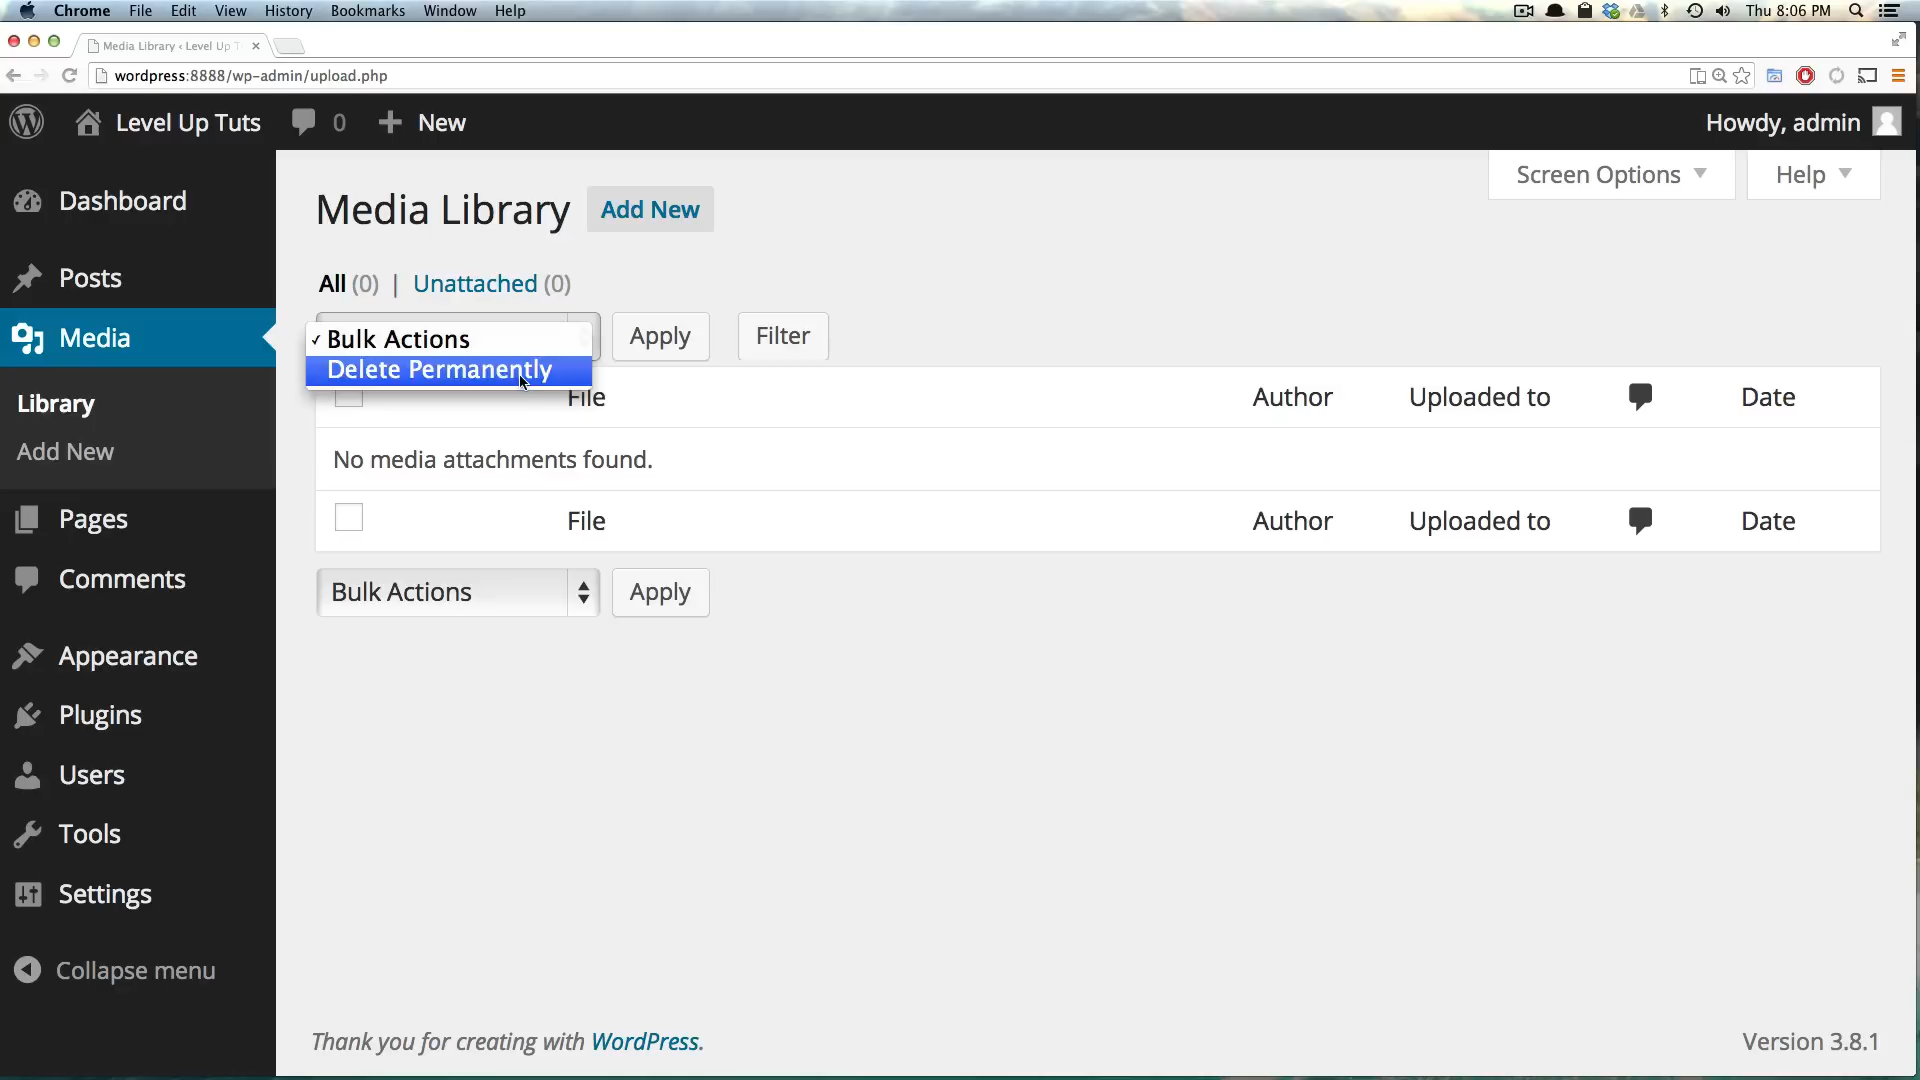 Chrome File Edit View History Bookmarks Window Help Thu 8:06 PM
Media Library ‹ Level Up T
wordpress:8888/wp-admin/upload.php
Level Up Tuts 0 New Howdy, admin
Screen Options Help
Dashboard
Posts
Media
Library
Add New
Pages
Comments
Appearance
Plugins
Users
Tools
Settings
Collapse menu
Media Library Add New
All (0) | Unattached (0)
Bulk Actions Apply Filter
Delete Permanently
File Author Uploaded to Date
No media attachments found.
File Author Uploaded to Date
Bulk Actions Apply
Thank you for creating with WordPress. Version 3.8.1